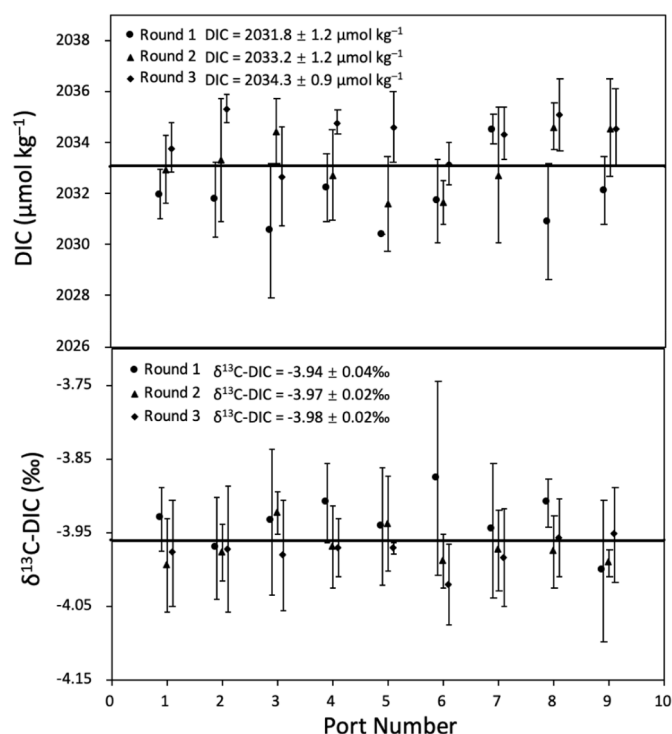 2038
2036
2034
2032
2030
2028
2026
DIC (μmol kg⁻¹)
Round 1 DIC = 2031.8 ± 1.2 μmol kg⁻¹
Round 2 DIC = 2033.2 ± 1.2 μmol kg⁻¹
Round 3 DIC = 2034.3 ± 0.9 μmol kg⁻¹
-3.75
-3.85
-3.95
-4.05
-4.15
δ¹³C-DIC (‰)
Round 1 δ¹³C-DIC = -3.94 ± 0.04‰
Round 2 δ¹³C-DIC = -3.97 ± 0.02‰
Round 3 δ¹³C-DIC = -3.98 ± 0.02‰
0 1 2 3 4 5 6 7 8 9 10
Port Number